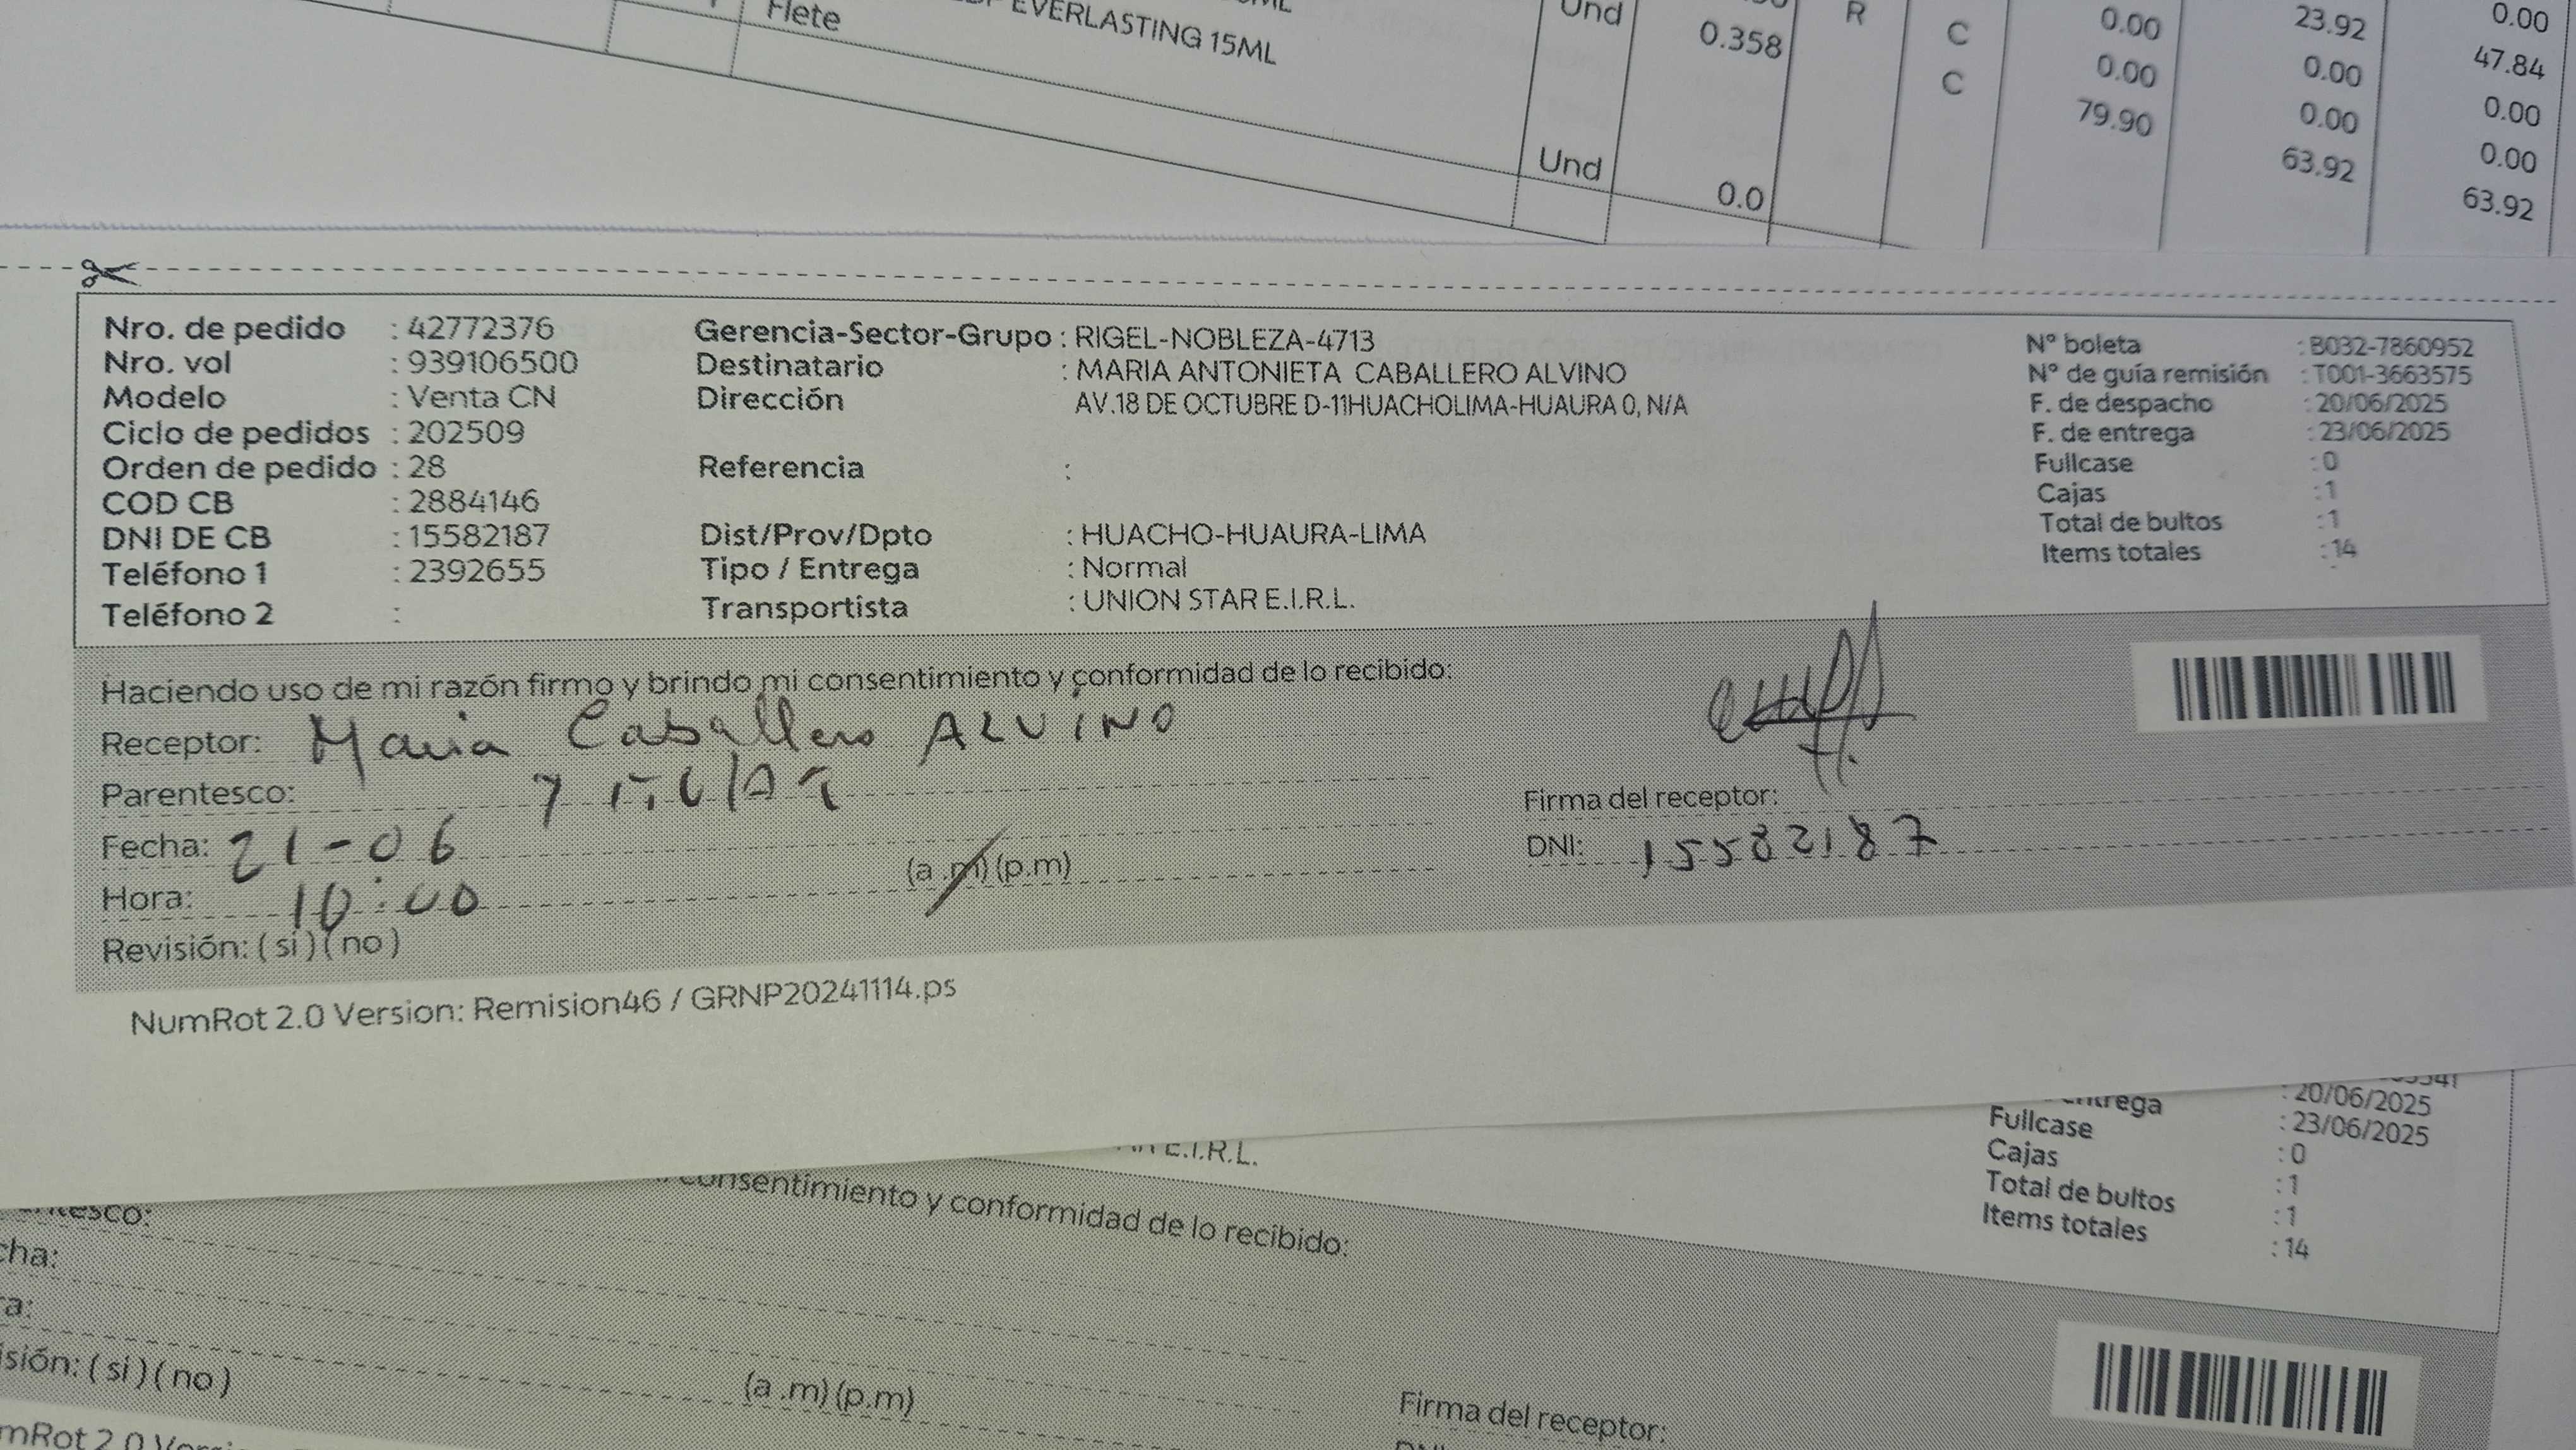 Flete
EVERLASTING 15ML
Und
0.358
R
C
0.00
23.92
0.00
C
0.00
0.00
47.84
79.90
0.00
0.00
Und
0.0
63.92
0.00
63.92
Nro. de pedido : 42772376
Nro. vol : 939106500
Modelo : Venta CN
Ciclo de pedidos : 202509
Orden de pedido : 28
COD CB : 2884146
DNI DE CB : 15582187
Teléfono 1 : 2392655
Teléfono 2 :
Gerencia-Sector-Grupo : RIGEL-NOBLEZA-4713
Destinatario : MARIA ANTONIETA CABALLERO ALVINO
Dirección AV.18 DE OCTUBRE D-11HUACHOLIMA-HUAURA 0, N/A
Referencia :
Dist/Prov/Dpto : HUACHO-HUAURA-LIMA
Tipo / Entrega : Normal
Transportista : UNION STAR E.I.R.L.
N° boleta : B032-7860952
N° de guía remisión : T001-3663575
F. de despacho : 20/06/2025
F. de entrega : 23/06/2025
Fullcase : 0
Cajas : 1
Total de bultos : 1
Items totales : 14
Haciendo uso de mi razón firmo y brindo mi consentimiento y conformidad de lo recibido:
Receptor: Maria Caballero ALVINO
Parentesco: Titular
Fecha: 21-06
Hora: 10:00 (a .m) (p.m)
Revisión: ( si ) ( no )
Firma del receptor:
DNI: 15582187
NumRot 2.0 Version: Remision46 / GRNP20241114.ps
E.I.R.L.
consentimiento y conformidad de lo recibido:
entrega
: 20/06/2025
Fullcase
: 23/06/2025
Cajas
: 0
Total de bultos
: 1
Items totales
: 1
: 14
(a .m) (p.m)
( si ) ( no )
Firma del receptor: